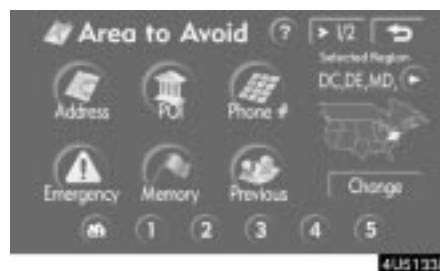 Area to Avoid ? > 1/2
Selected Region
DC,DE,MD,
Address POI Phone #
Emergency Memory Previous
Change
1 2 3 4 5
4U5133